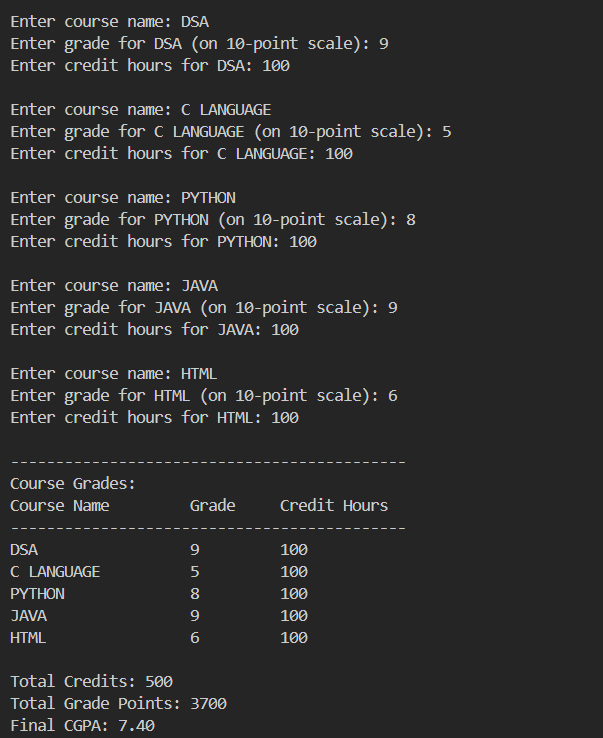 Enter course name: DSA
Enter grade for DSA (on 10-point scale): 9
Enter credit hours for DSA: 100

Enter course name: C LANGUAGE
Enter grade for C LANGUAGE (on 10-point scale): 5
Enter credit hours for C LANGUAGE: 100

Enter course name: PYTHON
Enter grade for PYTHON (on 10-point scale): 8
Enter credit hours for PYTHON: 100

Enter course name: JAVA
Enter grade for JAVA (on 10-point scale): 9
Enter credit hours for JAVA: 100

Enter course name: HTML
Enter grade for HTML (on 10-point scale): 6
Enter credit hours for HTML: 100

--------------------------------------------
Course Grades:
Course Name         Grade     Credit Hours
--------------------------------------------
DSA                 9         100
C LANGUAGE          5         100
PYTHON              8         100
JAVA                9         100
HTML                6         100

Total Credits: 500
Total Grade Points: 3700
Final CGPA: 7.40